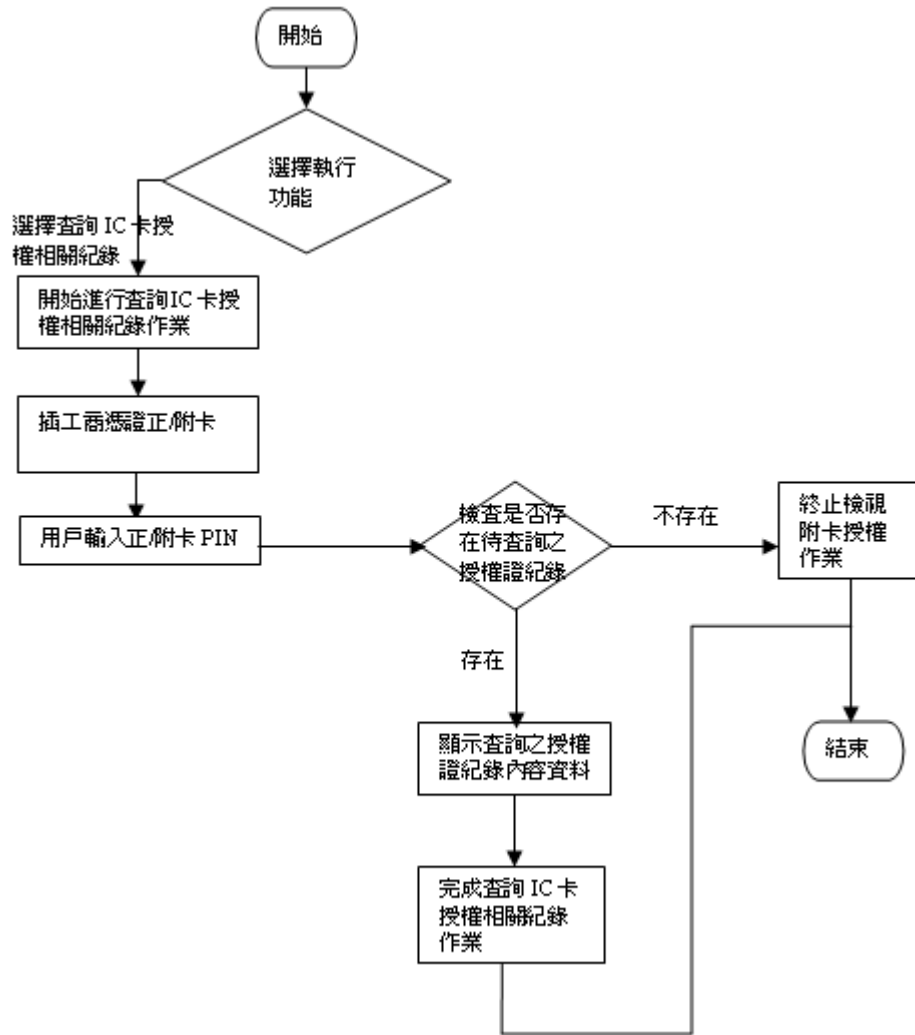 開始
選擇執行
功能
選擇查詢 IC 卡授
權相關紀錄
開始進行查詢 IC 卡授
權相關紀錄作業
插工商憑證正/附卡
用戶輸入正/附卡 PIN
檢查是否存
在待查詢之
授權證紀錄
不存在
終止檢視
附卡授權
作業
存在
顯示查詢之授權
證紀錄內容資料
結束
完成查詢 IC 卡
授權相關紀錄
作業